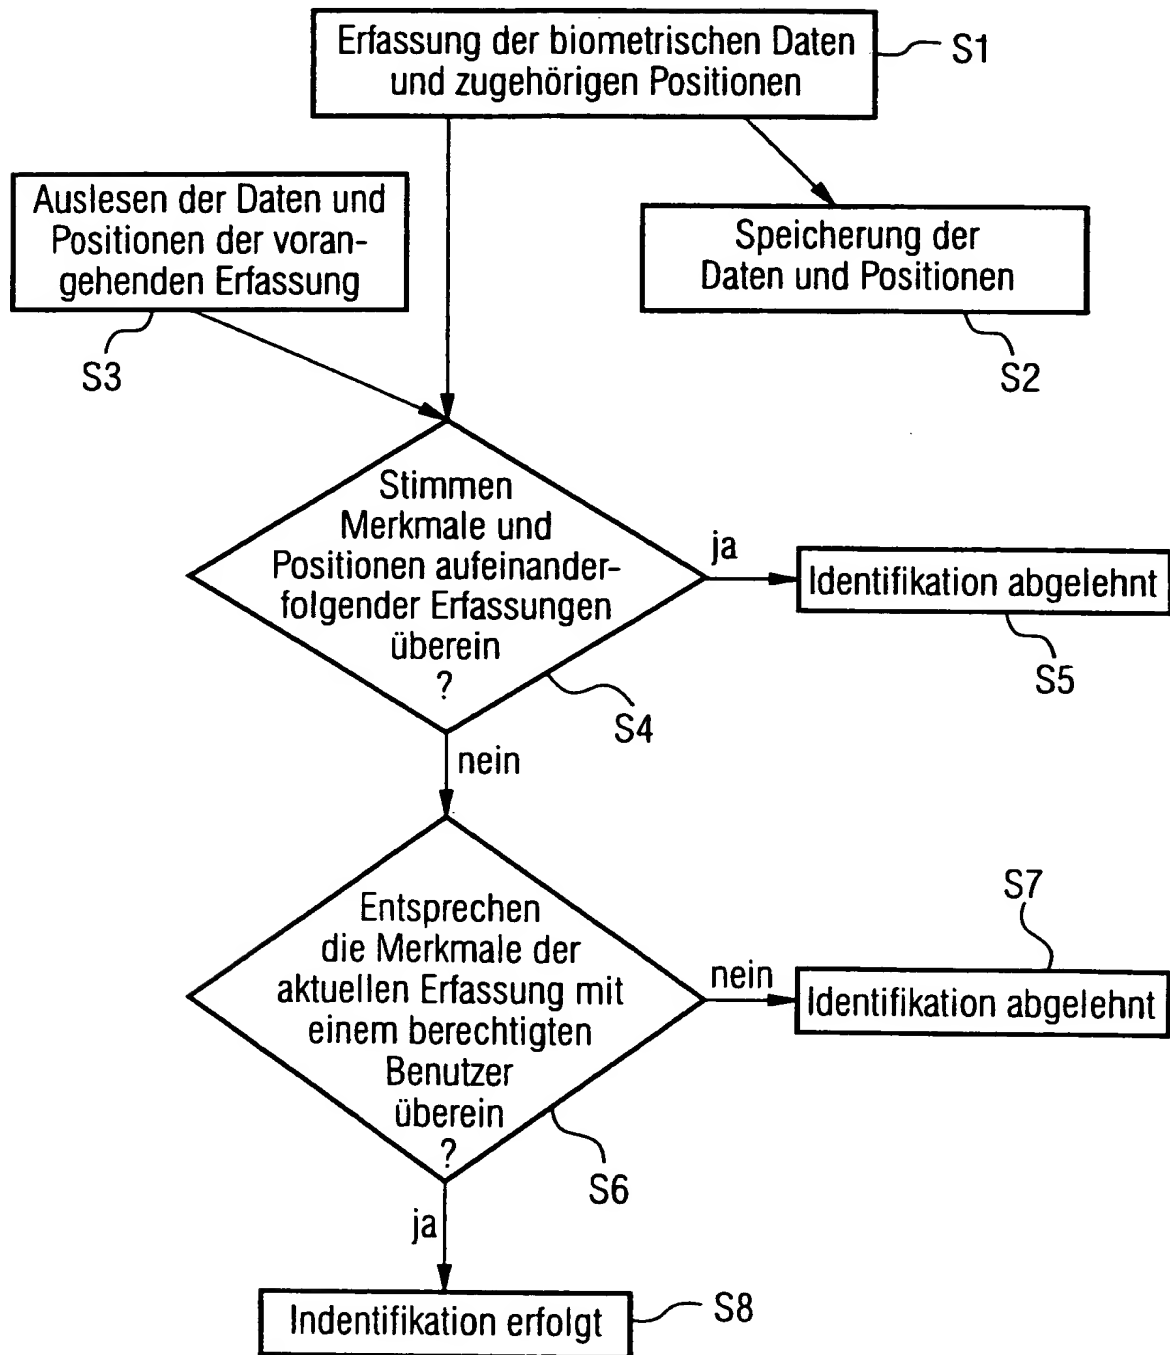 Erfassung der biometrischen Daten
und zugehörigen Positionen
S1
Auslesen der Daten und
Positionen der voran-
gehenden Erfassung
S3
Speicherung der
Daten und Positionen
S2
Stimmen
Merkmale und
Positionen aufeinander-
folgender Erfassungen
überein
?
S4
ja
Identifikation abgelehnt
S5
nein
Entsprechen
die Merkmale der
aktuellen Erfassung mit
einem berechtigten
Benutzer
überein
?
S6
nein
S7
Identifikation abgelehnt
ja
Indentifikation erfolgt
S8